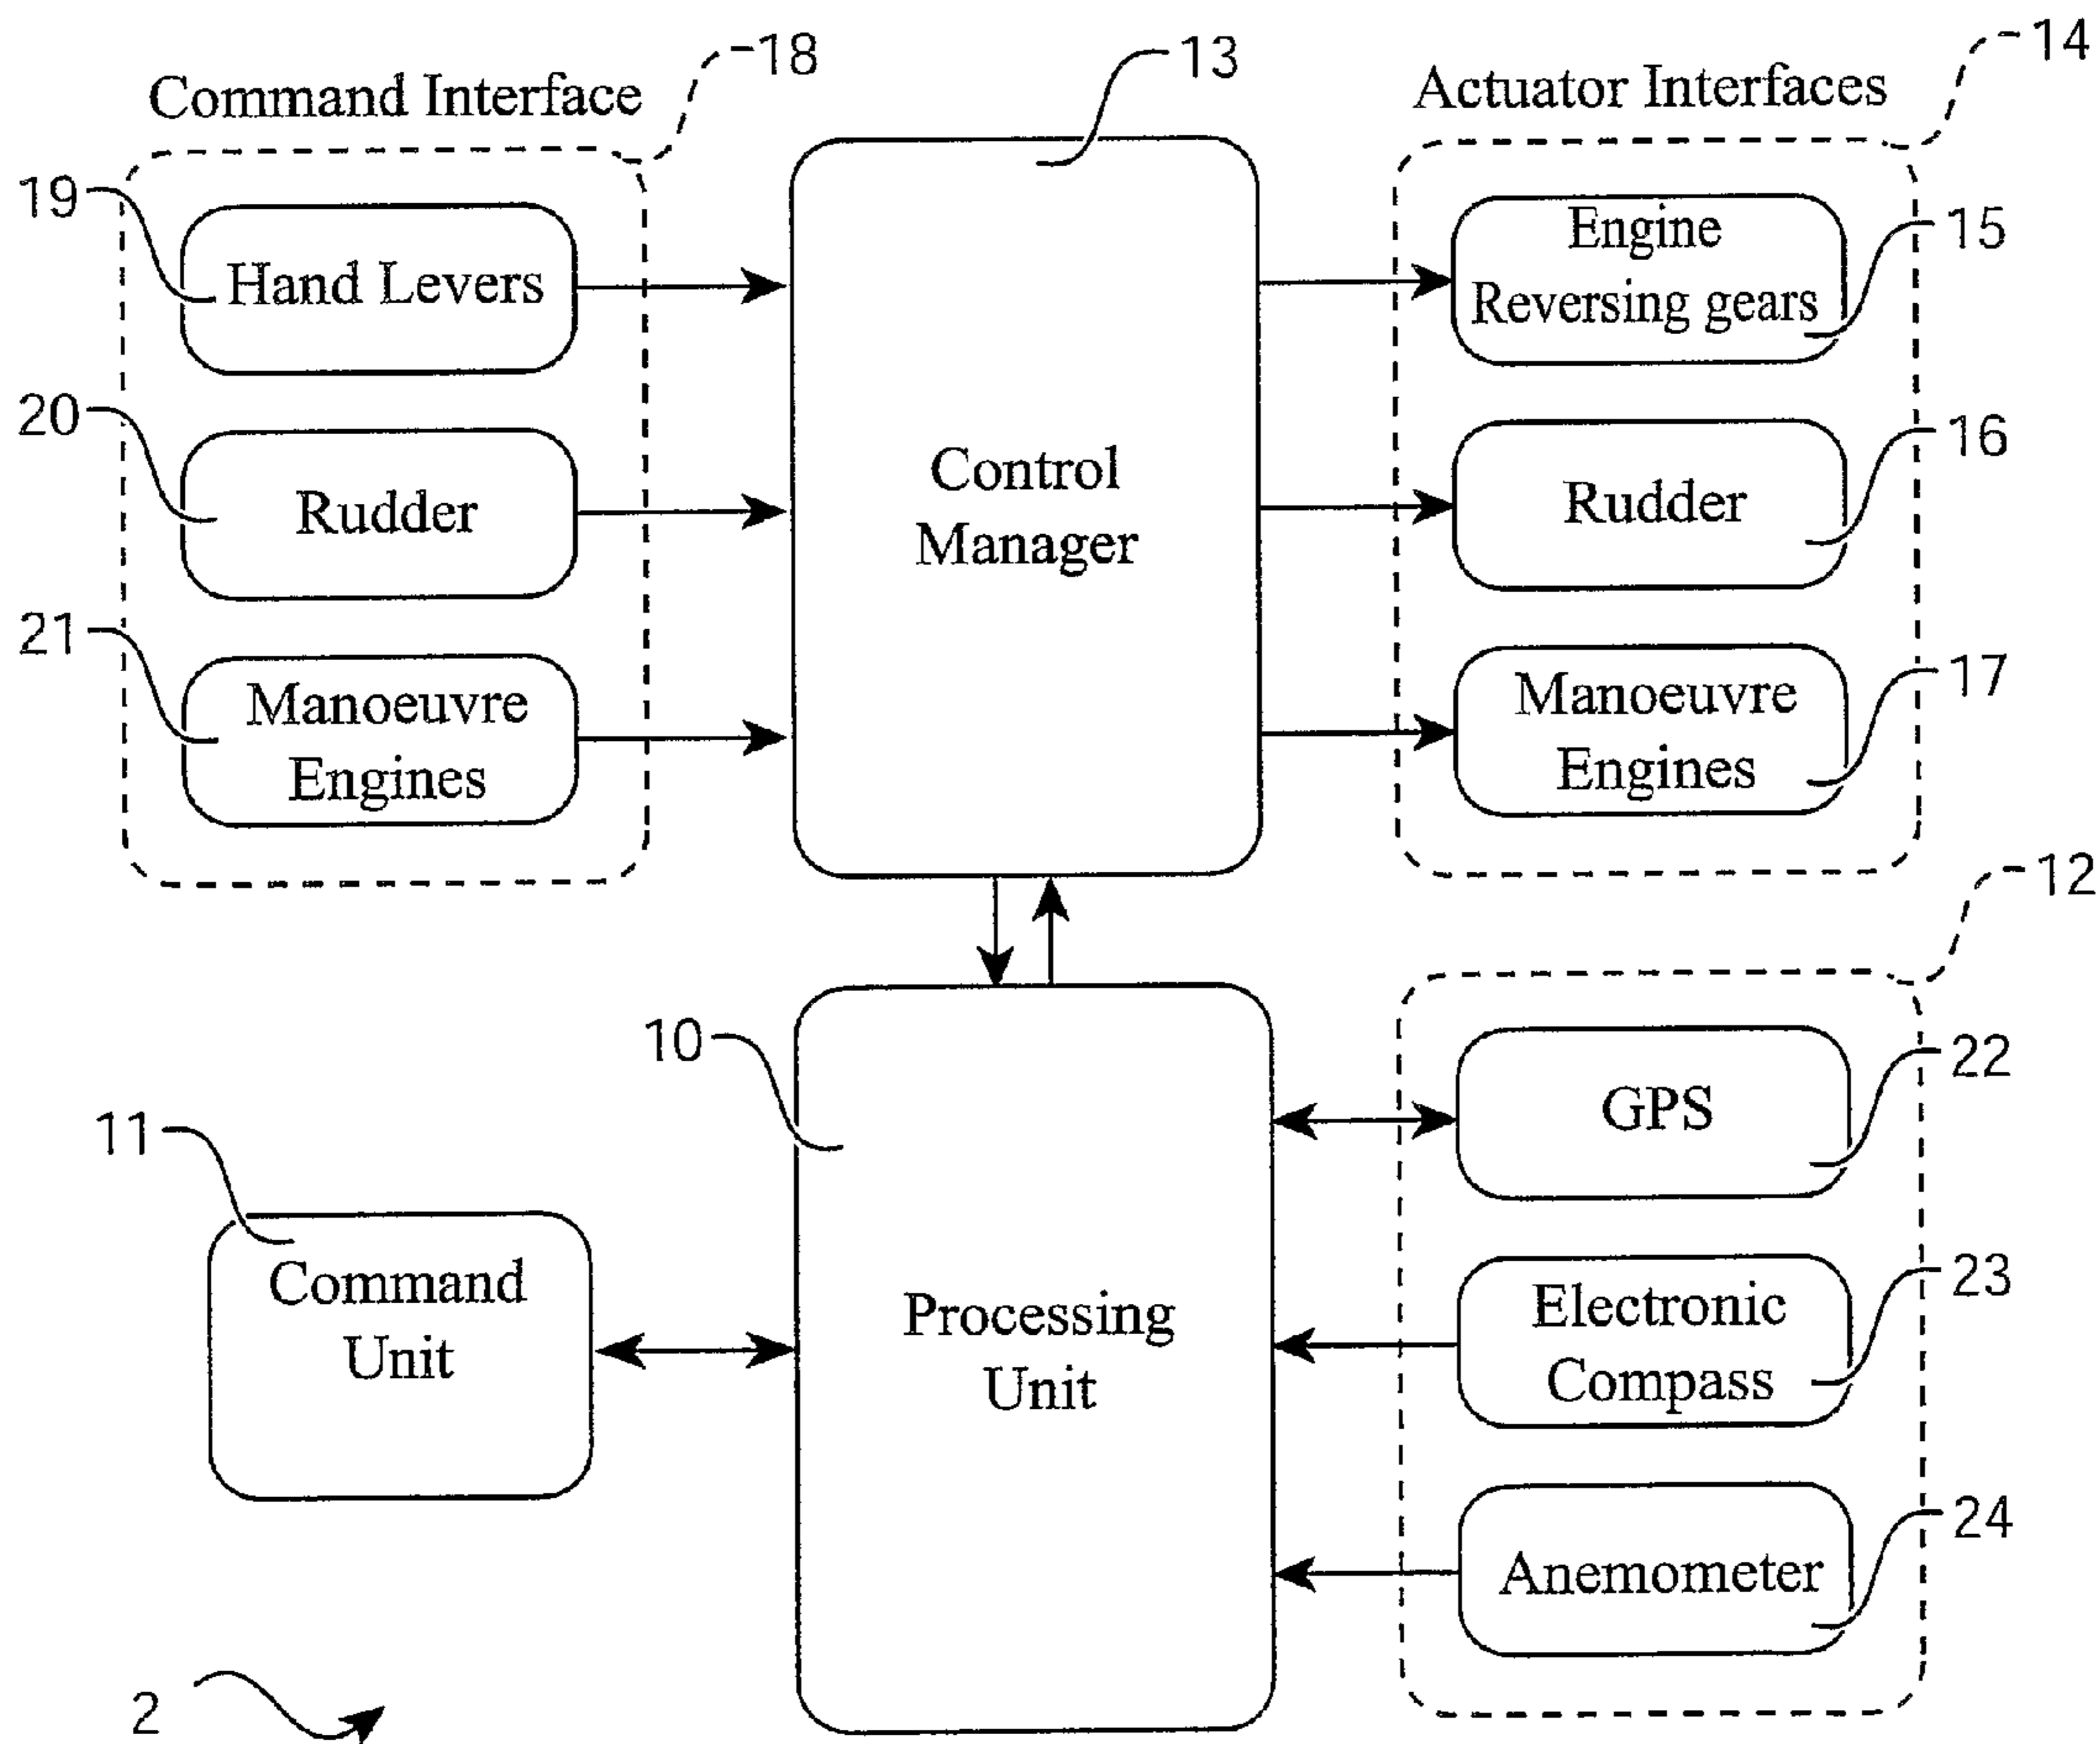 18
Command Interface
13
14
Actuator Interfaces
19
Hand Levers
20
Rudder
21
Manoeuvre
Engines
Control
Manager
Engine
Reversing gears
15
Rudder
16
Manoeuvre
Engines
17
12
10
11
Command
Unit
Processing
Unit
GPS
22
Electronic
Compass
23
Anemometer
24
2